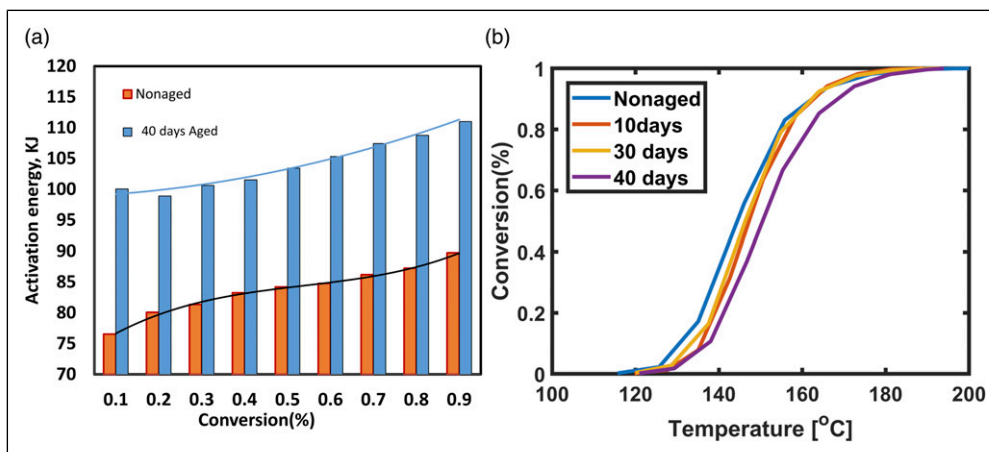 (a)
120
115
110
105
100
95
90
85
80
75
70
Activation energy, KJ
Nonaged
40 days Aged
0.1 0.2 0.3 0.4 0.5 0.6 0.7 0.8 0.9
Conversion(%)
(b)
1
0.8
0.6
0.4
0.2
0
Conversion(%)
Nonaged
10days
30 days
40 days
100 120 140 160 180 200
Temperature [°C]